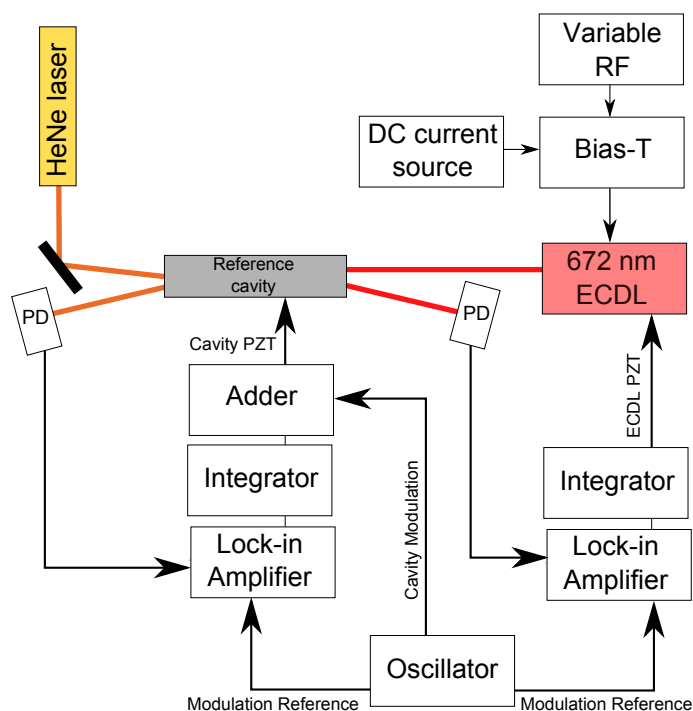 Variable
RF
HeNe laser
DC current
source
Bias-T
Reference
cavity
672 nm
ECDL
PD
PD
Cavity PZT
ECDL PZT
Adder
Integrator
Integrator
Cavity Modulation
Lock-in
Amplifier
Lock-in
Amplifier
Oscillator
Modulation Reference
Modulation Reference